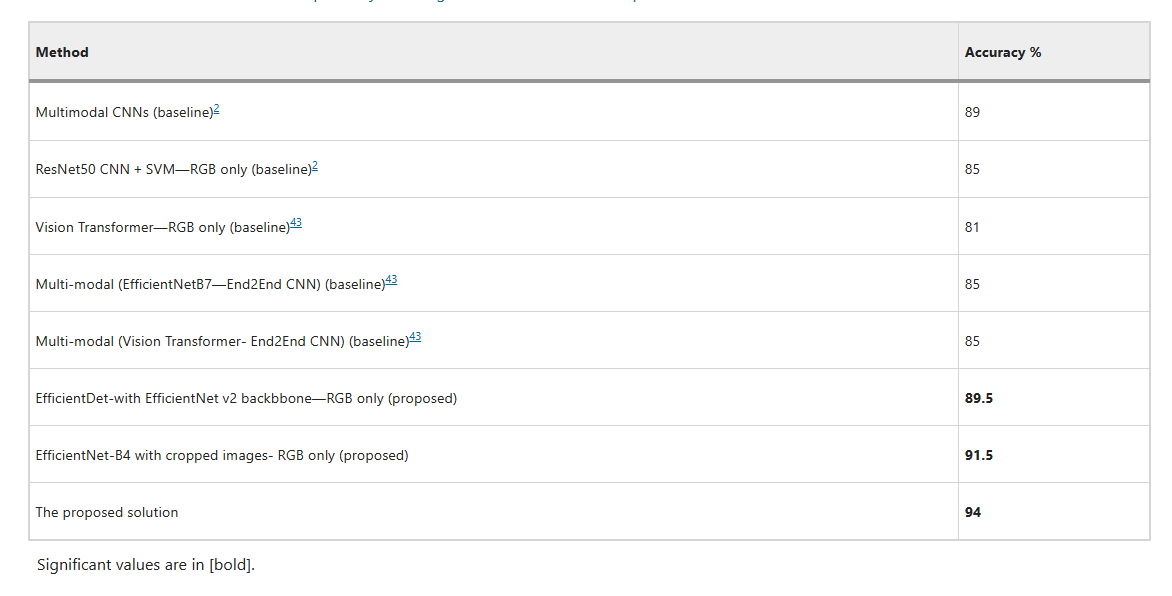 Method Accuracy %
Multimodal CNNs (baseline)2 89
ResNet50 CNN + SVM—RGB only (baseline)2 85
Vision Transformer—RGB only (baseline)43 81
Multi-modal (EfficientNetB7—End2End CNN) (baseline)43 85
Multi-modal (Vision Transformer- End2End CNN) (baseline)43 85
EfficientDet-with EfficientNet v2 backbbone—RGB only (proposed) 89.5
EfficientNet-B4 with cropped images- RGB only (proposed) 91.5
The proposed solution 94
Significant values are in [bold].